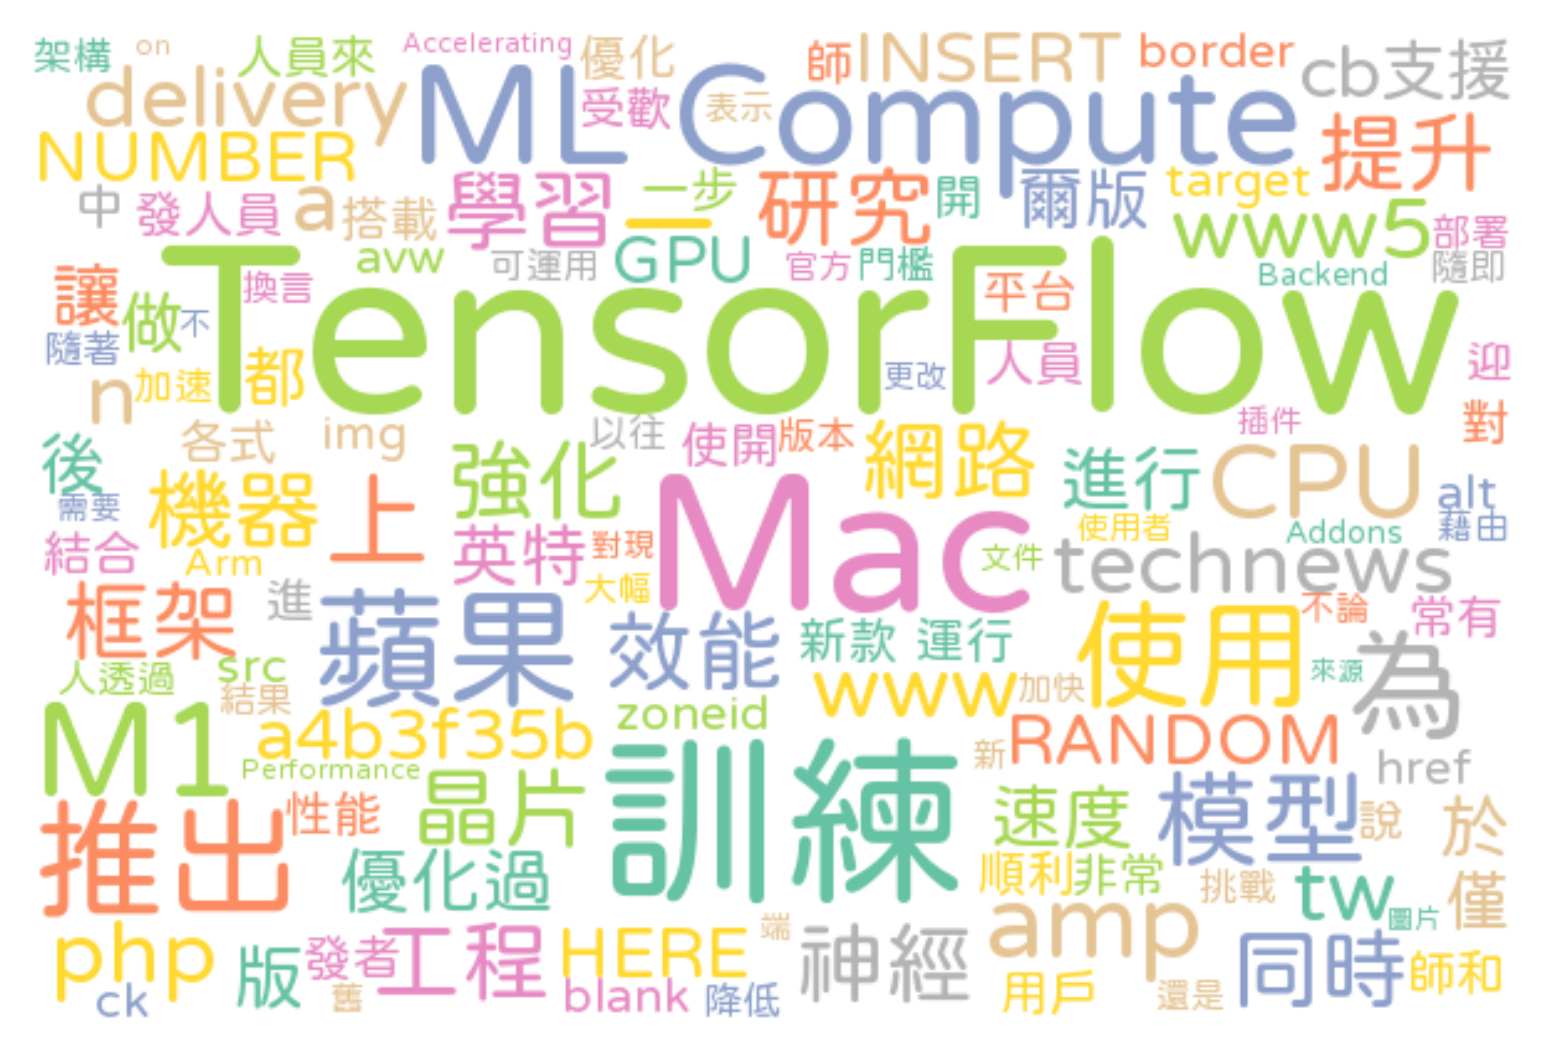 架構 on 人員來 Accelerating 優化 師 INSERT border cb支援
delivery ML Compute 受歡 表示 提升
NUMBER 中 發人員 a 搭載 學習 一步 一 研究 開 爾版 target www5 部署
avw 可運用 GPU 官方 門檻 平台 Backend 隨即
讓 換言 TensorFlow 做 不 隨著 人員 迎
n 加速 都 更改 各式 img 以往 使開 版本 網路 插件 對
後 需要 機器 上 強化 Mac 進行 CPU alt
結合 Arm 英特 對現 大幅 文件 使用者 Addons 藉由 technews
框架 進 蘋果 效能 新款 運行 使用 不論 常有 為
人透過 src 結果 www 加快 來源
M1 a4b3f35b zoneid 訓練 新 RANDOM href
Performance 推出 性能 晶片 速度 模型 說 於
優化過 順利 非常 挑戰 tw 圖片 僅
php 版 發者 工程 HERE 端 神經 amp 同時 師和
ck 舊 blank 降低 用戶 還是